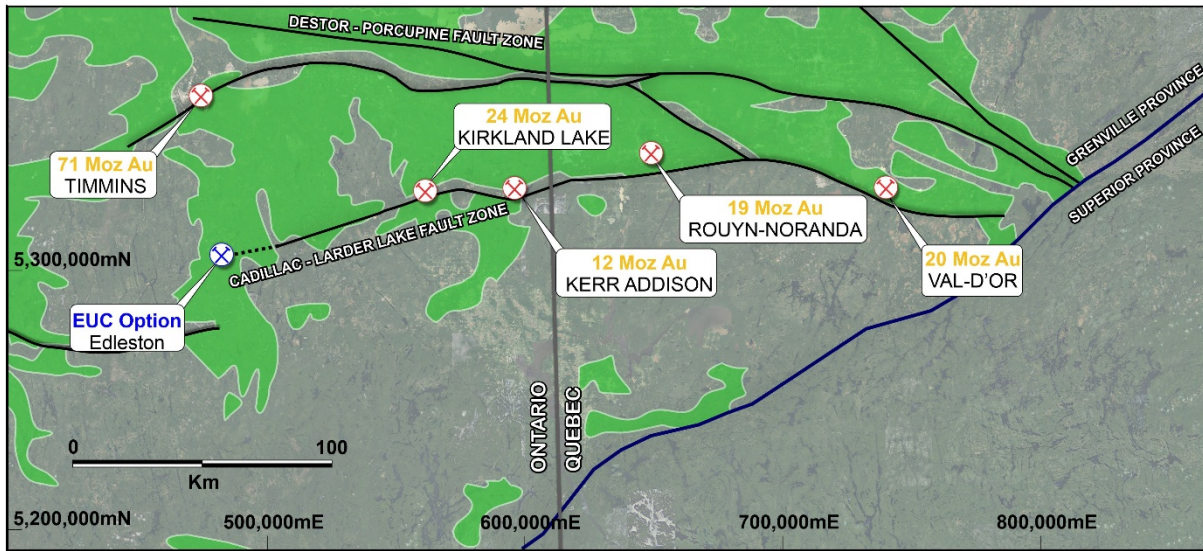 DESTOR - PORCUPINE FAULT ZONE
24 Moz Au
KIRKLAND LAKE
GRENVILLE PROVINCE
SUPERIOR PROVINCE
71 Moz Au
TIMMINS
19 Moz Au
ROUYN-NORANDA
CADILLAC - LARDER LAKE FAULT ZONE
12 Moz Au
KERR ADDISON
20 Moz Au
VAL-D'OR
5,300,000mN
EUC Option
Edleston
ONTARIO
QUEBEC
0 100
Km
5,200,000mN
500,000mE 600,000mE 700,000mE 800,000mE